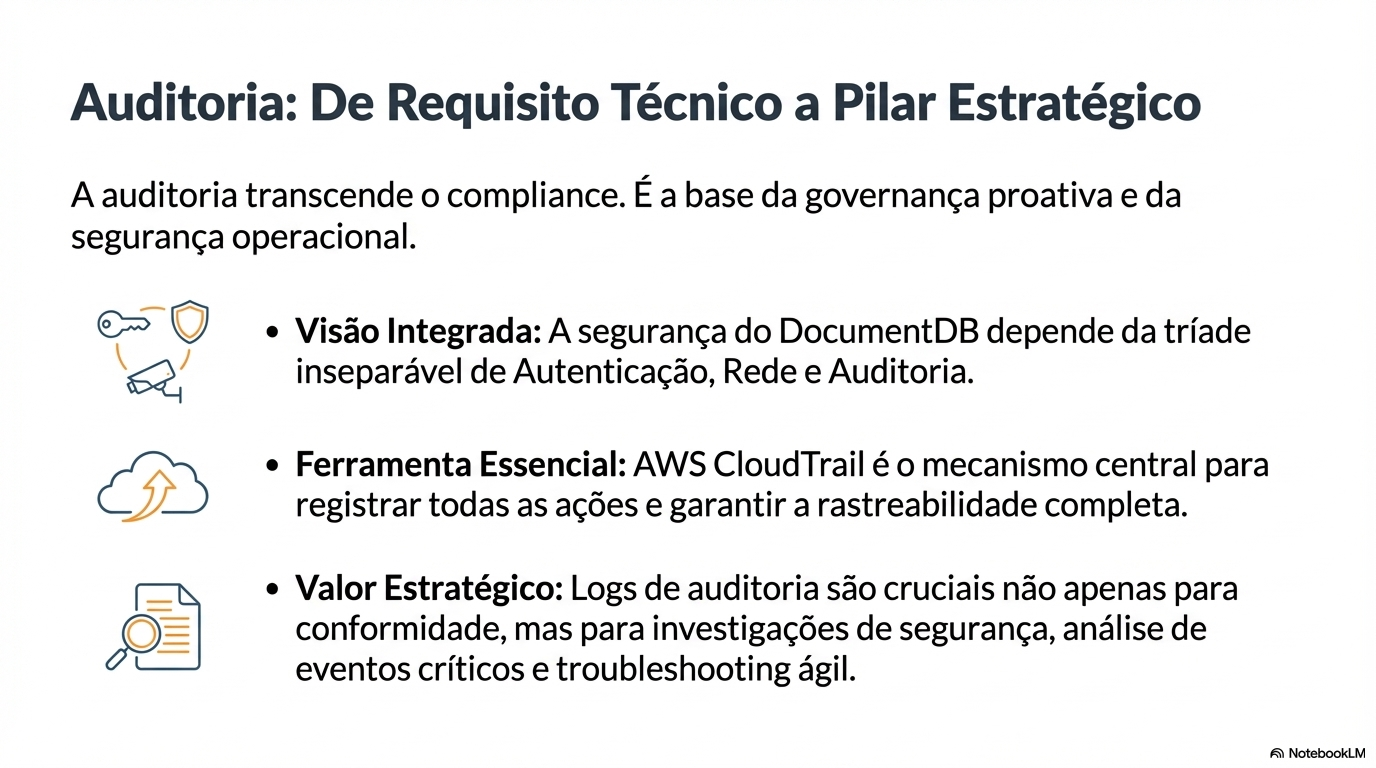 Auditoria: De Requisito Técnico a Pilar Estratégico
A auditoria transcende o compliance. É a base da governança proativa e da
segurança operacional.
• Visão Integrada: A segurança do DocumentDB depende da tríade
inseparável de Autenticação, Rede e Auditoria.
• Ferramenta Essencial: AWS CloudTrail é o mecanismo central para
registrar todas as ações e garantir a rastreabilidade completa.
• Valor Estratégico: Logs de auditoria são cruciais não apenas para
conformidade, mas para investigações de segurança, análise de
eventos críticos e troubleshooting ágil.
NotebookLM